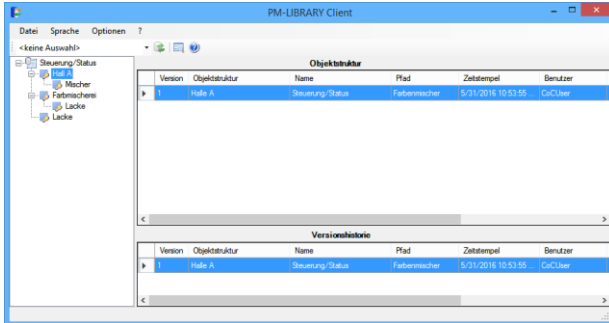 PM-LIBRARY Client
Datei Sprache Optionen ?
<keine Auswahl>
Steuerung/Status
Hall A
Mischer
Farbmischerei
Lacke
Lacke
Objektstruktur
Version Objektstruktur Name Pfad Zeitstempel Benutzer
1 Halle A Steuerung/Status Farbenmischer 5/31/2016 10:53:55 ... CoCUser
Versionshistorie
Version Objektstruktur Name Pfad Zeitstempel Benutzer
1 Halle A Steuerung/Status Farbenmischer 5/31/2016 10:53:55 ... CoCUser